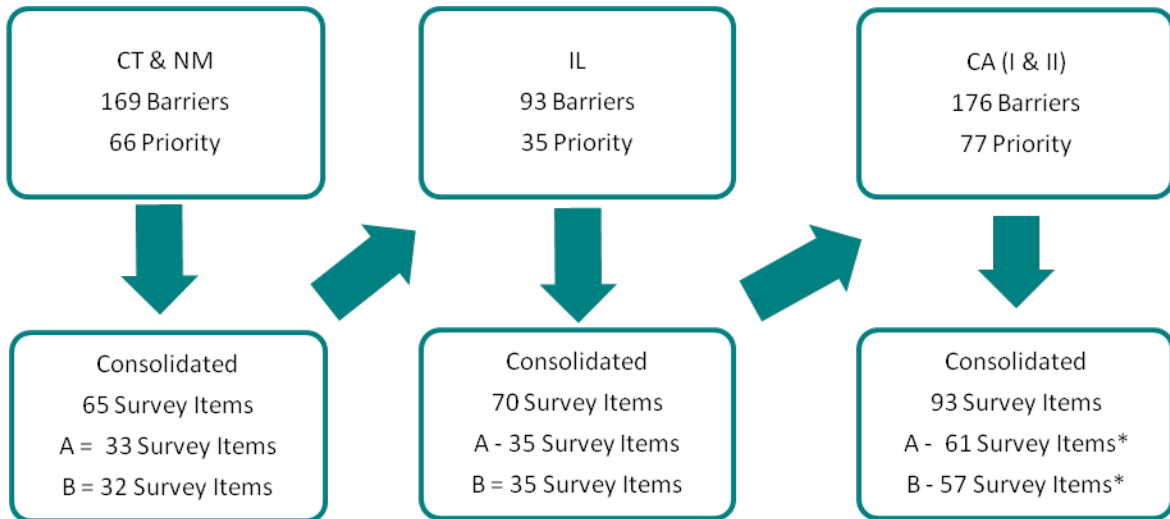 CT & NM
169 Barriers
66 Priority
IL
93 Barriers
35 Priority
CA (I & II)
176 Barriers
77 Priority
Consolidated
65 Survey Items
A = 33 Survey Items
B = 32 Survey Items
Consolidated
70 Survey Items
A - 35 Survey Items
B = 35 Survey Items
Consolidated
93 Survey Items
A - 61 Survey Items*
B - 57 Survey Items*